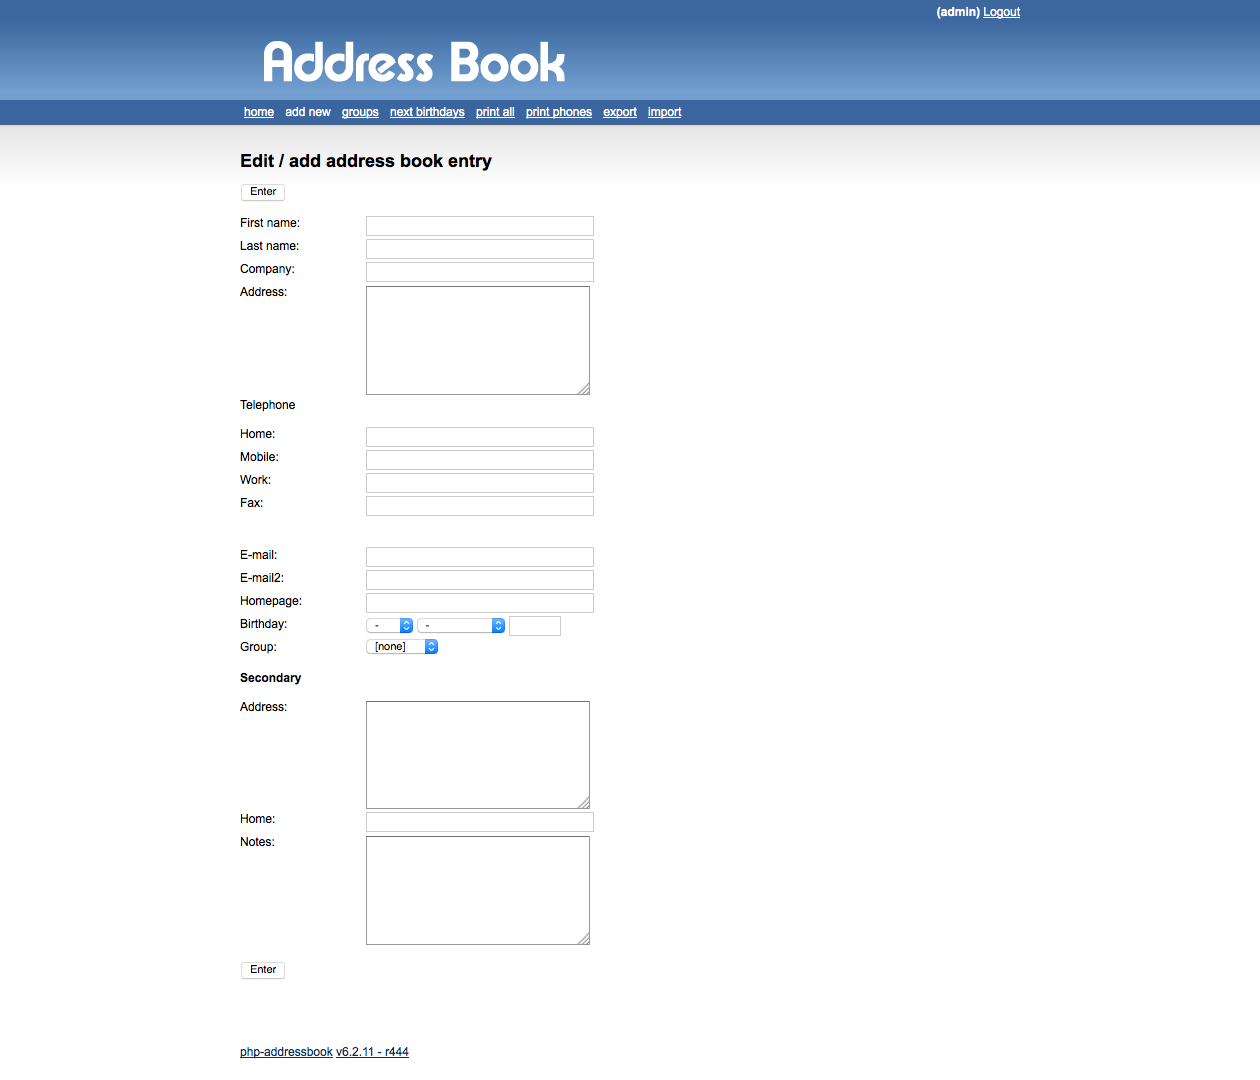 (admin) Logout
Address Book
home add new groups next birthdays print all print phones export import
Edit / add address book entry
Enter
First name:
Last name:
Company:
Address:
Telephone
Home:
Mobile:
Work:
Fax:
E-mail:
E-mail2:
Homepage:
Birthday: - -
Group: [none]
Secondary
Address:
Home:
Notes:
Enter
php-addressbook v6.2.11 - r444